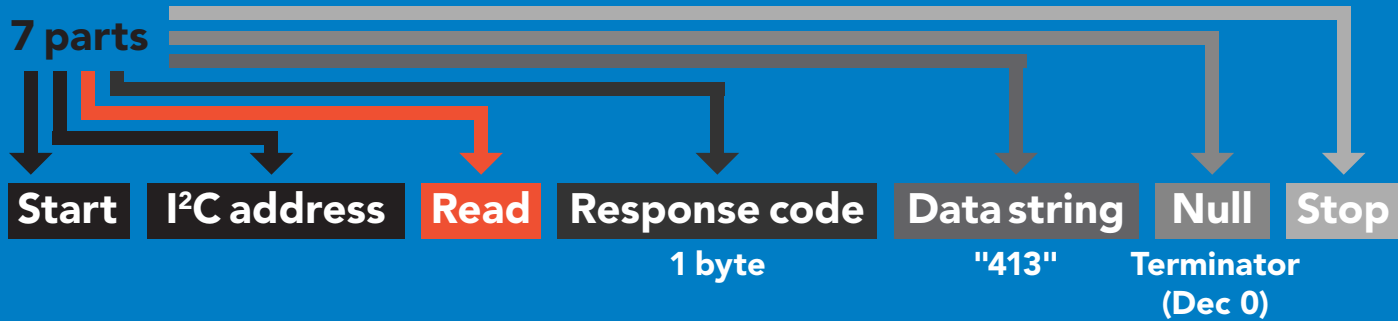 7 parts
Start I²C address Read Response code Data string Null Stop
1 byte "413" Terminator
(Dec 0)